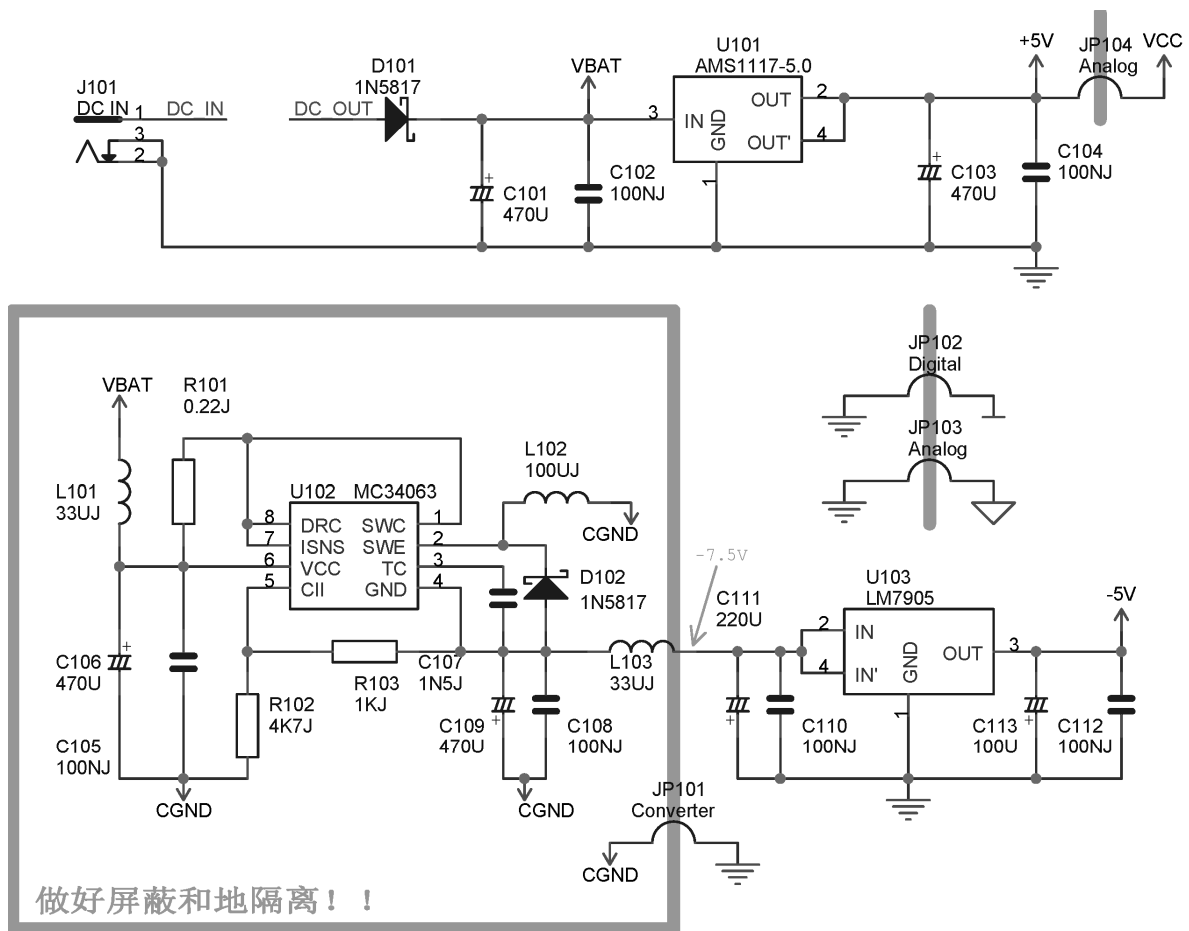 J101
DC IN
1
DC IN
3
2
DC OUT
D101
1N5817
VBAT
C101
470U
C102
100NJ
U101
AMS1117-5.0
3
IN
GND
1
OUT
2
OUT'
4
C103
470U
+5V
C104
100NJ
JP104
Analog
VCC
VBAT
R101
0.22J
L101
33UJ
U102
MC34063
8
DRC
SWC
1
7
ISNS
SWE
2
6
VCC
TC
3
5
CII
GND
4
L102
100UJ
CGND
D102
1N5817
C106
470U
C105
100NJ
R102
4K7J
R103
1KJ
C107
1N5J
C109
470U
C108
100NJ
L103
33UJ
CGND
CGND
JP101
Converter
CGND
做好屏蔽和地隔离！！
JP102
Digital
JP103
Analog
-7.5V
C111
220U
C110
100NJ
U103
LM7905
2
IN
4
IN'
GND
1
OUT
3
-5V
C113
100U
C112
100NJ